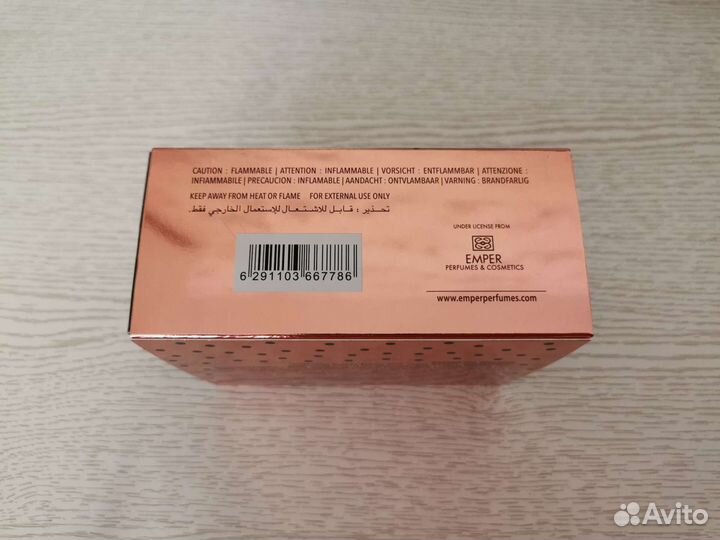 CAUTION : FLAMMABLE | ATTENTION : INFLAMMABLE | VORSICHT : ENTFLAMMBAR | ATTENZIONE :
INFIAMMABILE | PRECAUCION : INFLAMABLE | AANDACHT : ONTVLAMBAAR | VARNING : BRANDFARLIG
KEEP AWAY FROM HEAT OR FLAME FOR EXTERNAL USE ONLY
تحذير : قابل للاشتعال للإستعمال الخارجي فقط.
6 291103 667786
UNDER LICENSE FROM
EMPER
PERFUMES & COSMETICS
www.emperperfumes.com
Avito